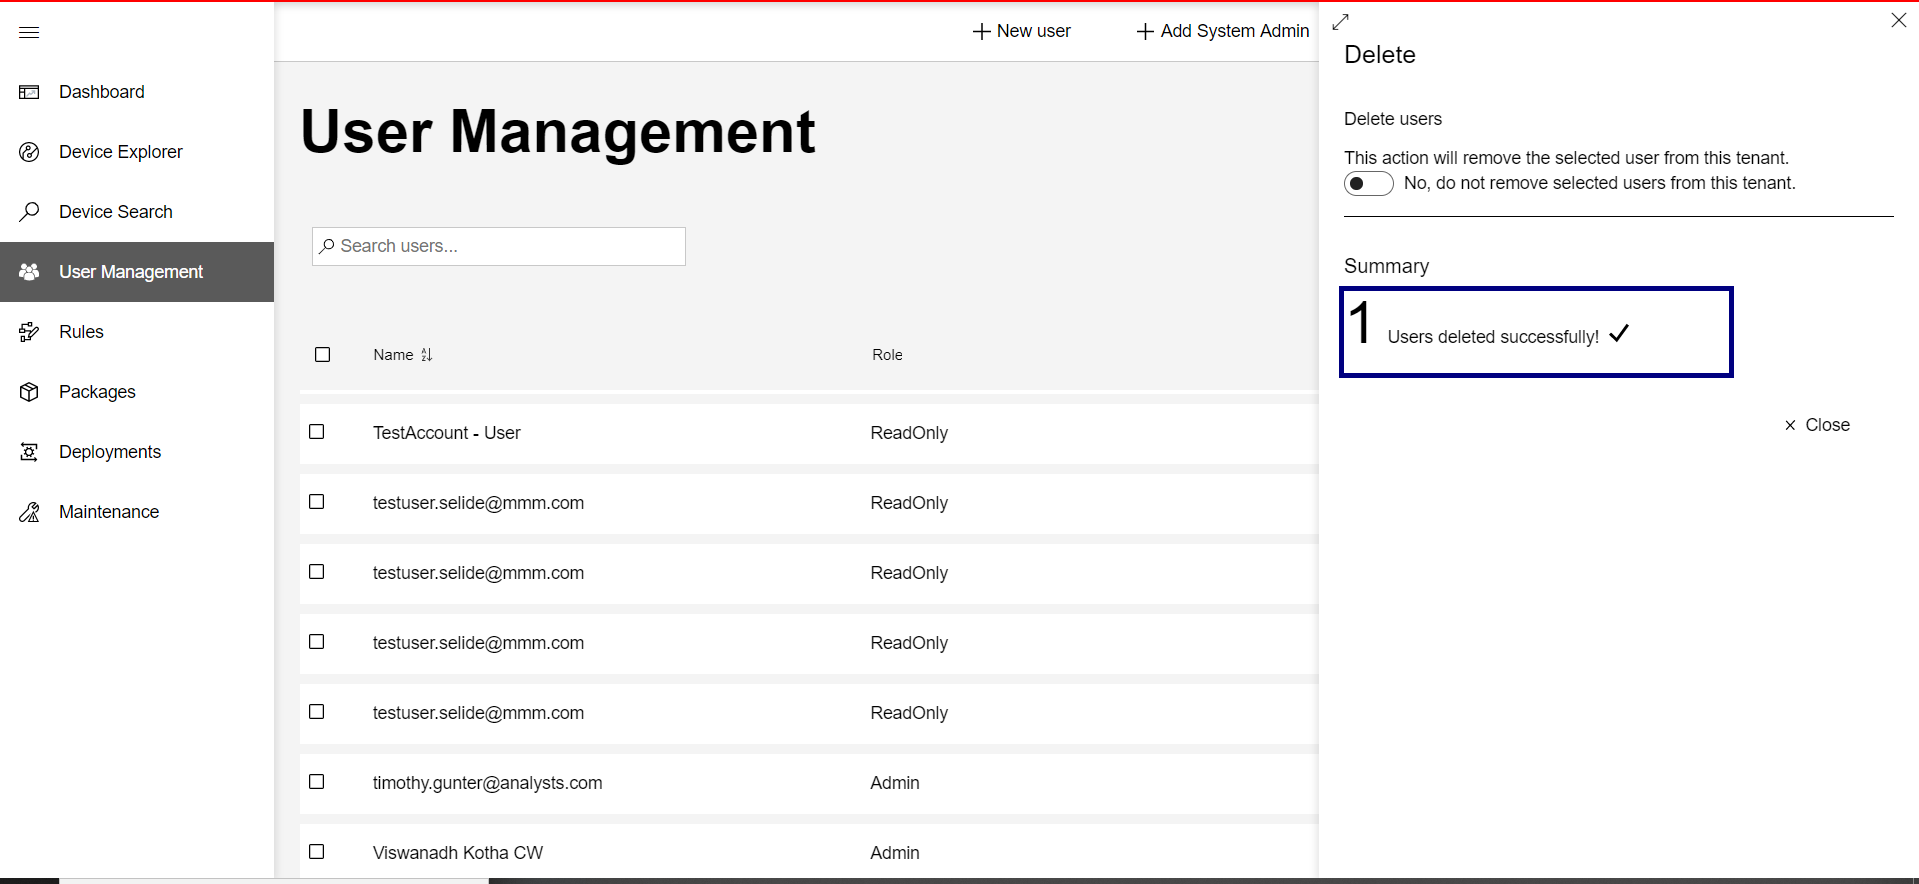 New user
Add System Admin
Dashboard
Device Explorer
Device Search
User Management
Rules
Packages
Deployments
Maintenance
User Management
Search users...
Name
Role
TestAccount - User
ReadOnly
testuser.selide@mmm.com
ReadOnly
testuser.selide@mmm.com
ReadOnly
testuser.selide@mmm.com
ReadOnly
testuser.selide@mmm.com
ReadOnly
timothy.gunter@analysts.com
Admin
Viswanadh Kotha CW
Admin
Delete
Delete users
This action will remove the selected user from this tenant.
No, do not remove selected users from this tenant.
Summary
1 Users deleted successfully!
Close